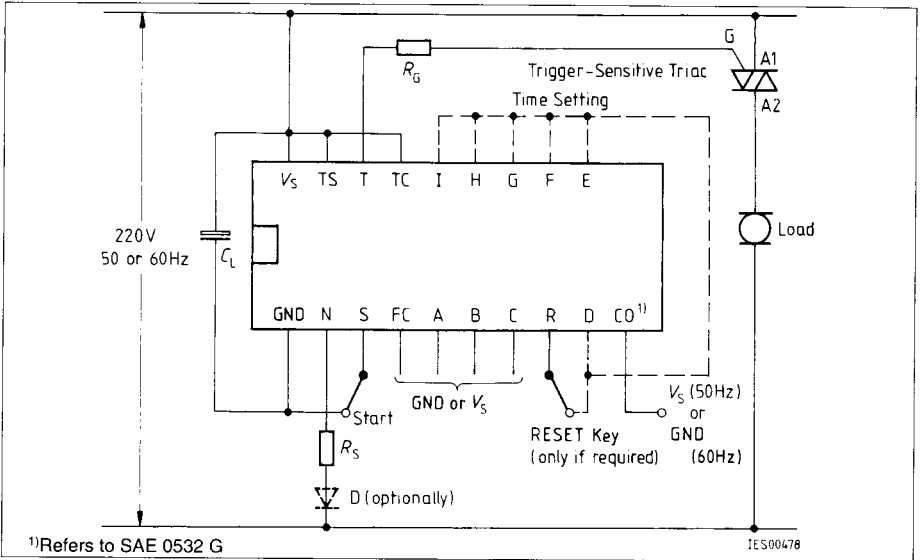 G
A1
R_G
Trigger-Sensitive Triac
A2
Time Setting
V_S TS T TC I H G F E
220V
50 or 60Hz
C_L
Load
GND N S FC A B C R D CO¹⁾
GND or V_S
Start
V_S (50Hz)
or
GND
(60Hz)
RESET Key
(only if required)
R_S
D (optionally)
¹⁾Refers to SAE 0532 G
IES00478